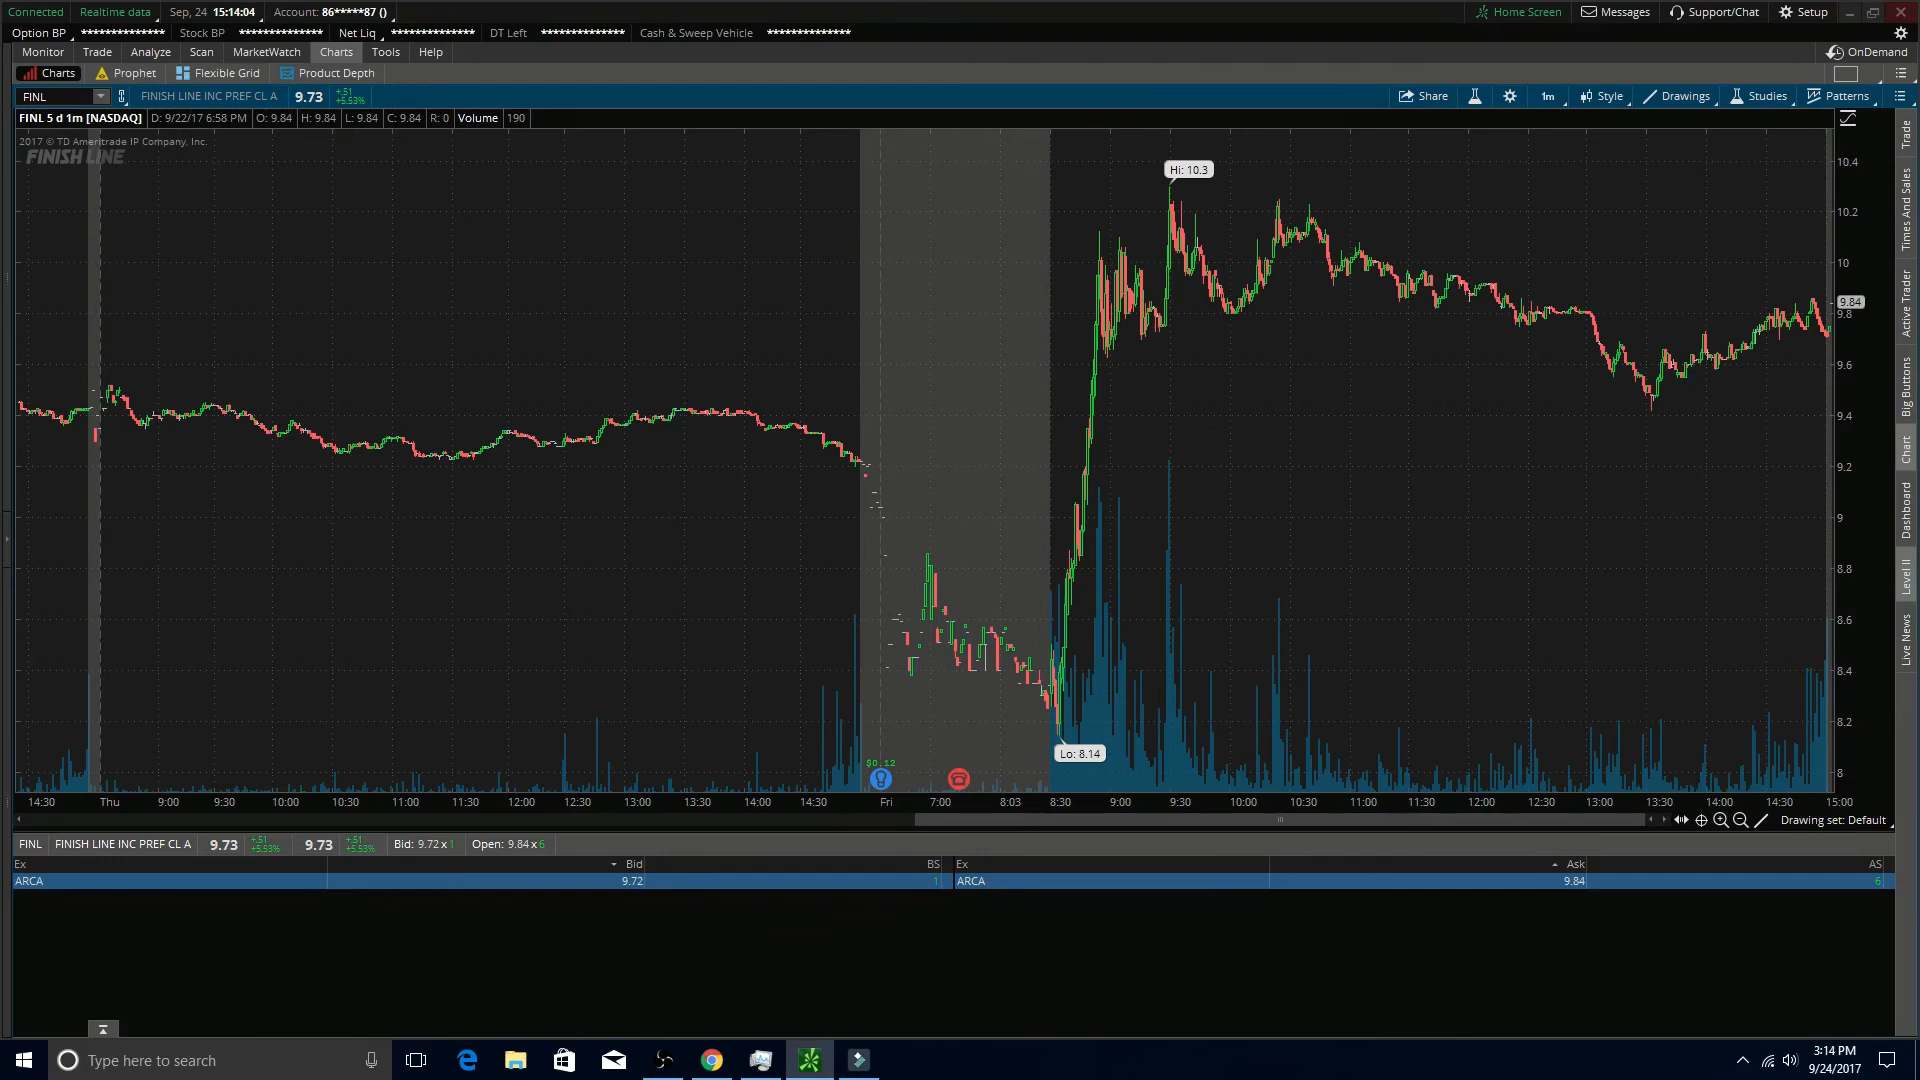 Connected Realtime data Sep, 24 15:14:04 Account: 86*****87 () Home Screen Messages Support/Chat Setup
Option BP ************** Stock BP ************** Net Liq ************** DT Left ************** Cash & Sweep Vehicle **************
Monitor Trade Analyze Scan MarketWatch Charts Tools Help OnDemand
Charts Prophet Flexible Grid Product Depth
FINL FINISH LINE INC PREF CL A 9.73 +.51 +5.53% Share 1m Style Drawings Studies Patterns
FINL 5 d 1m [NASDAQ] D: 9/22/17 6:58 PM O: 9.84 H: 9.84 L: 9.84 C: 9.84 R: 0 Volume 190
2017 © TD Ameritrade IP Company, Inc.
FINISH LINE
Hi: 10.3
Lo: 8.14
$0.12
10.4
10.2
10
9.84
9.8
9.6
9.4
9.2
9
8.8
8.6
8.4
8.2
8
14:30 Thu 9:00 9:30 10:00 10:30 11:00 11:30 12:00 12:30 13:00 13:30 14:00 14:30 Fri 7:00 8:03 8:30 9:00 9:30 10:00 10:30 11:00 11:30 12:00 12:30 13:00 13:30 14:00 14:30 15:00
Drawing set: Default
Trade
Times And Sales
Active Trader
Big Buttons
Chart
Dashboard
Level II
Live News
FINL FINISH LINE INC PREF CL A 9.73 +.51 +5.53% 9.73 +.51 +5.53% Bid: 9.72 x 1 Open: 9.84 x 6
Ex Bid BS Ex Ask AS
ARCA 9.72 1 ARCA 9.84 6
Type here to search
3:14 PM
9/24/2017